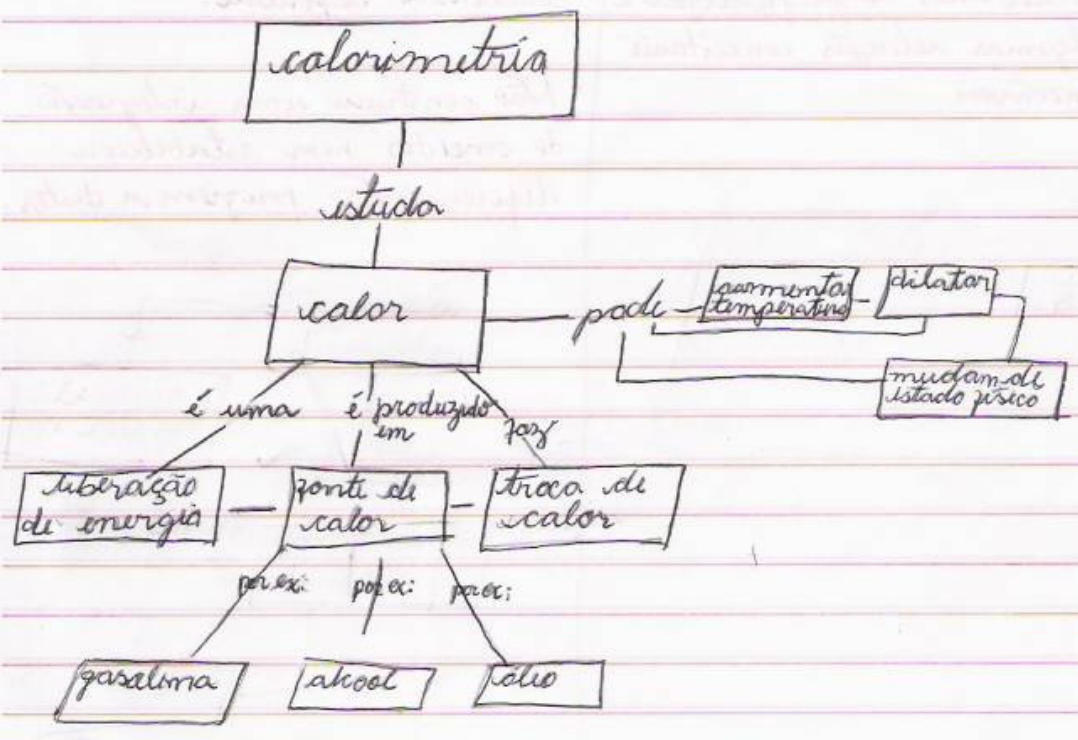 calorimetria
estuda
calor
pode
aumentar
temperatura
dilatar
mudam de
estado físico
é uma
é produzido
em
faz
liberação
de energia
fonte de
calor
troca de
calor
por ex:
por ex:
por ex:
gasolina
alcool
óleo